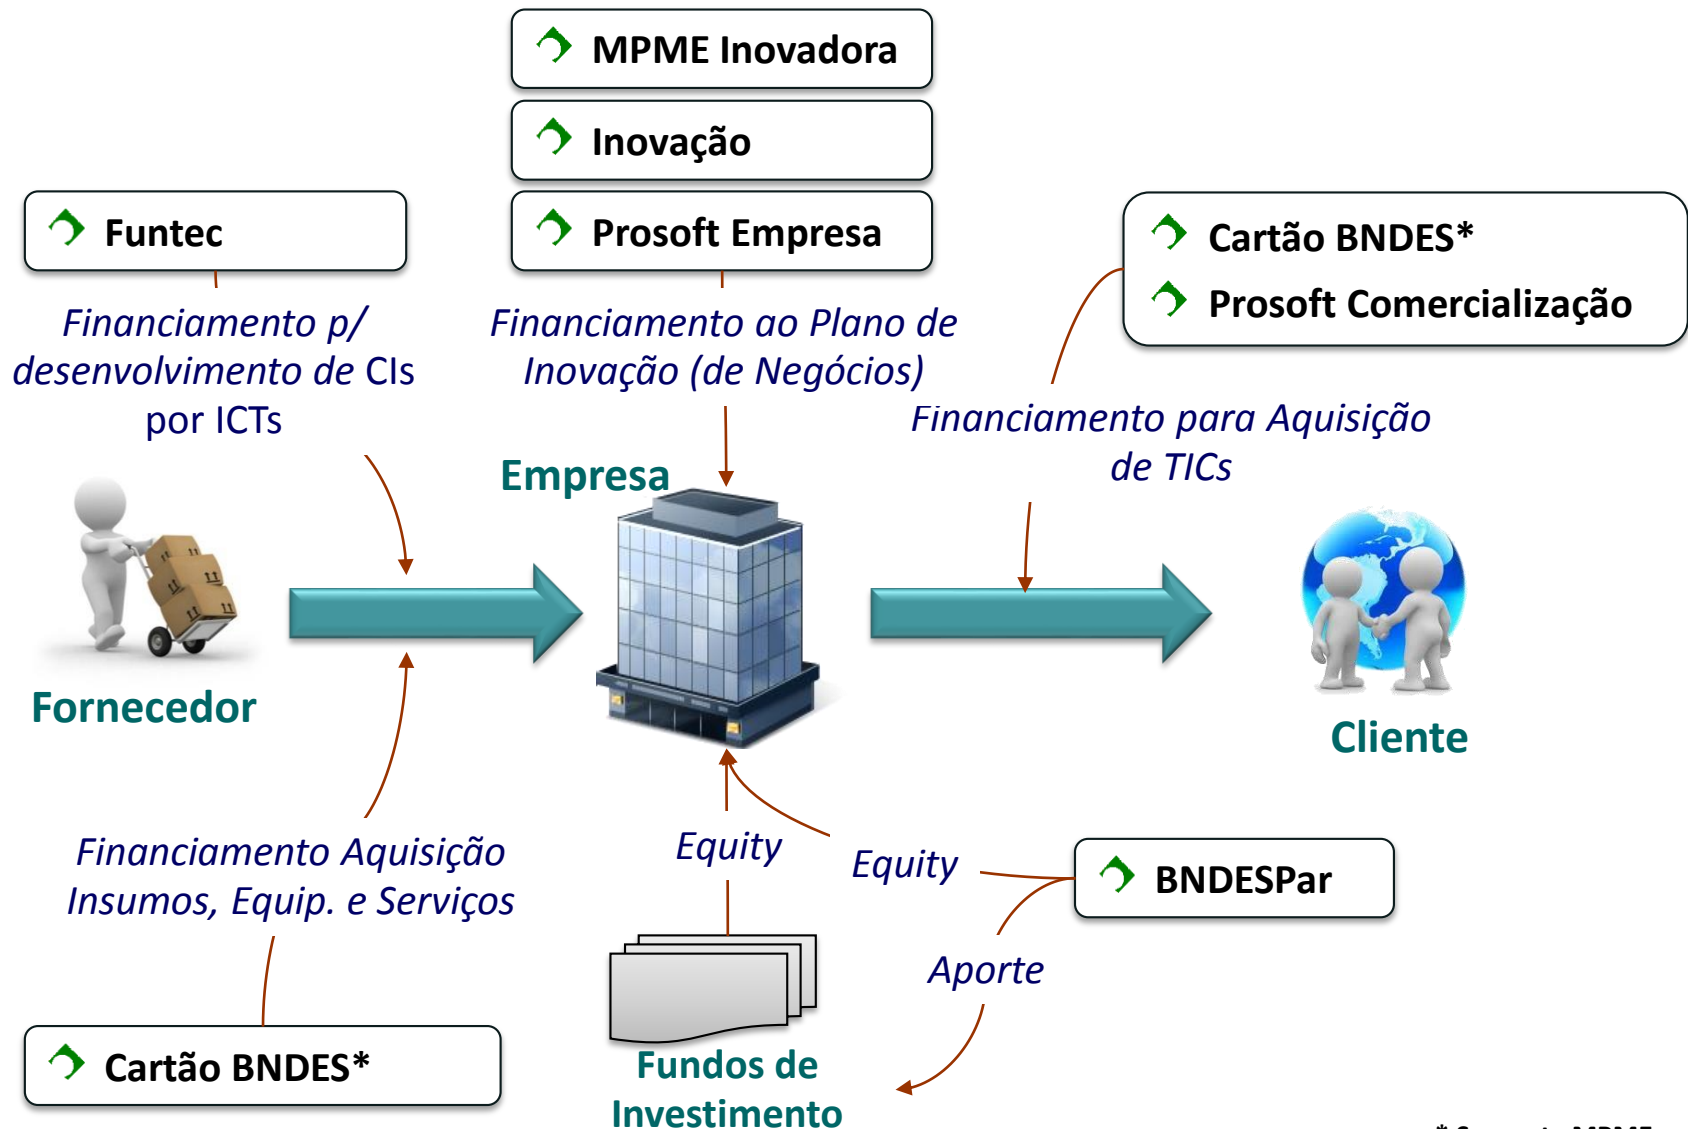 MPME Inovadora
Inovação
Prosoft Empresa
Funtec
Cartão BNDES*
Prosoft Comercialização
Financiamento p/
desenvolvimento de CIs
por ICTs
Financiamento ao Plano de
Inovação (de Negócios)
Financiamento para Aquisição
de TICs
Empresa
Fornecedor
Cliente
Financiamento Aquisição
Insumos, Equip. e Serviços
Equity
Equity
BNDESPar
Aporte
Cartão BNDES*
Fundos de
Investimento